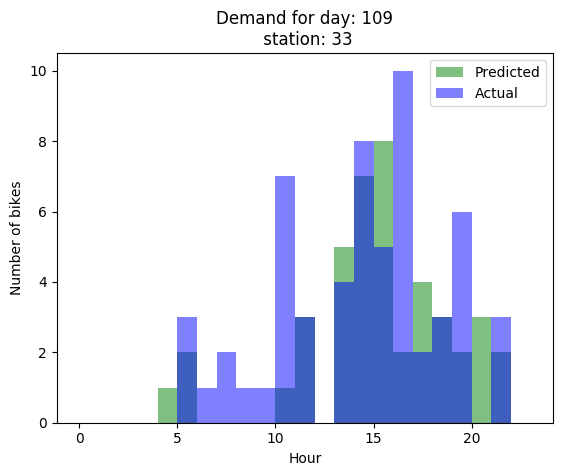 Demand for day: 109
station: 33
Predicted
Actual
Number of bikes
10
8
6
4
2
0
0
5
10
15
20
Hour